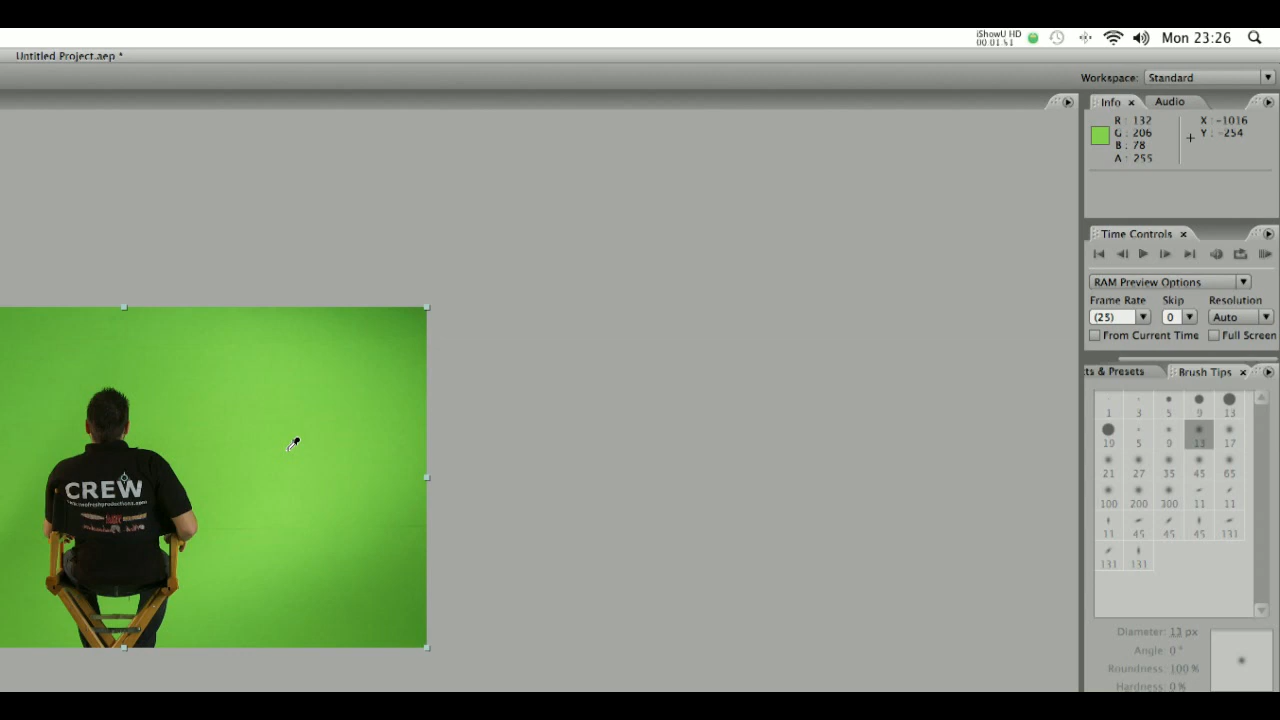 iShowU HD
00:01:51
Mon 23:26
Untitled Project.aep *
Workspace: Standard
Info × Audio
R : 132
G : 206
B : 78
A : 255
X : -1016
Y : -254
Time Controls ×
RAM Preview Options
Frame Rate Skip Resolution
(25) 0 Auto
From Current Time Full Screen
ts & Presets Brush Tips ×
1 3 5 9 13
19 5 9 13 17
21 27 35 45 65
100 200 300 11 11
11 45 45 45 131
131 131
Diameter: 13 px
Angle: 0 °
Roundness: 100 %
Hardness: 0 %
CREW